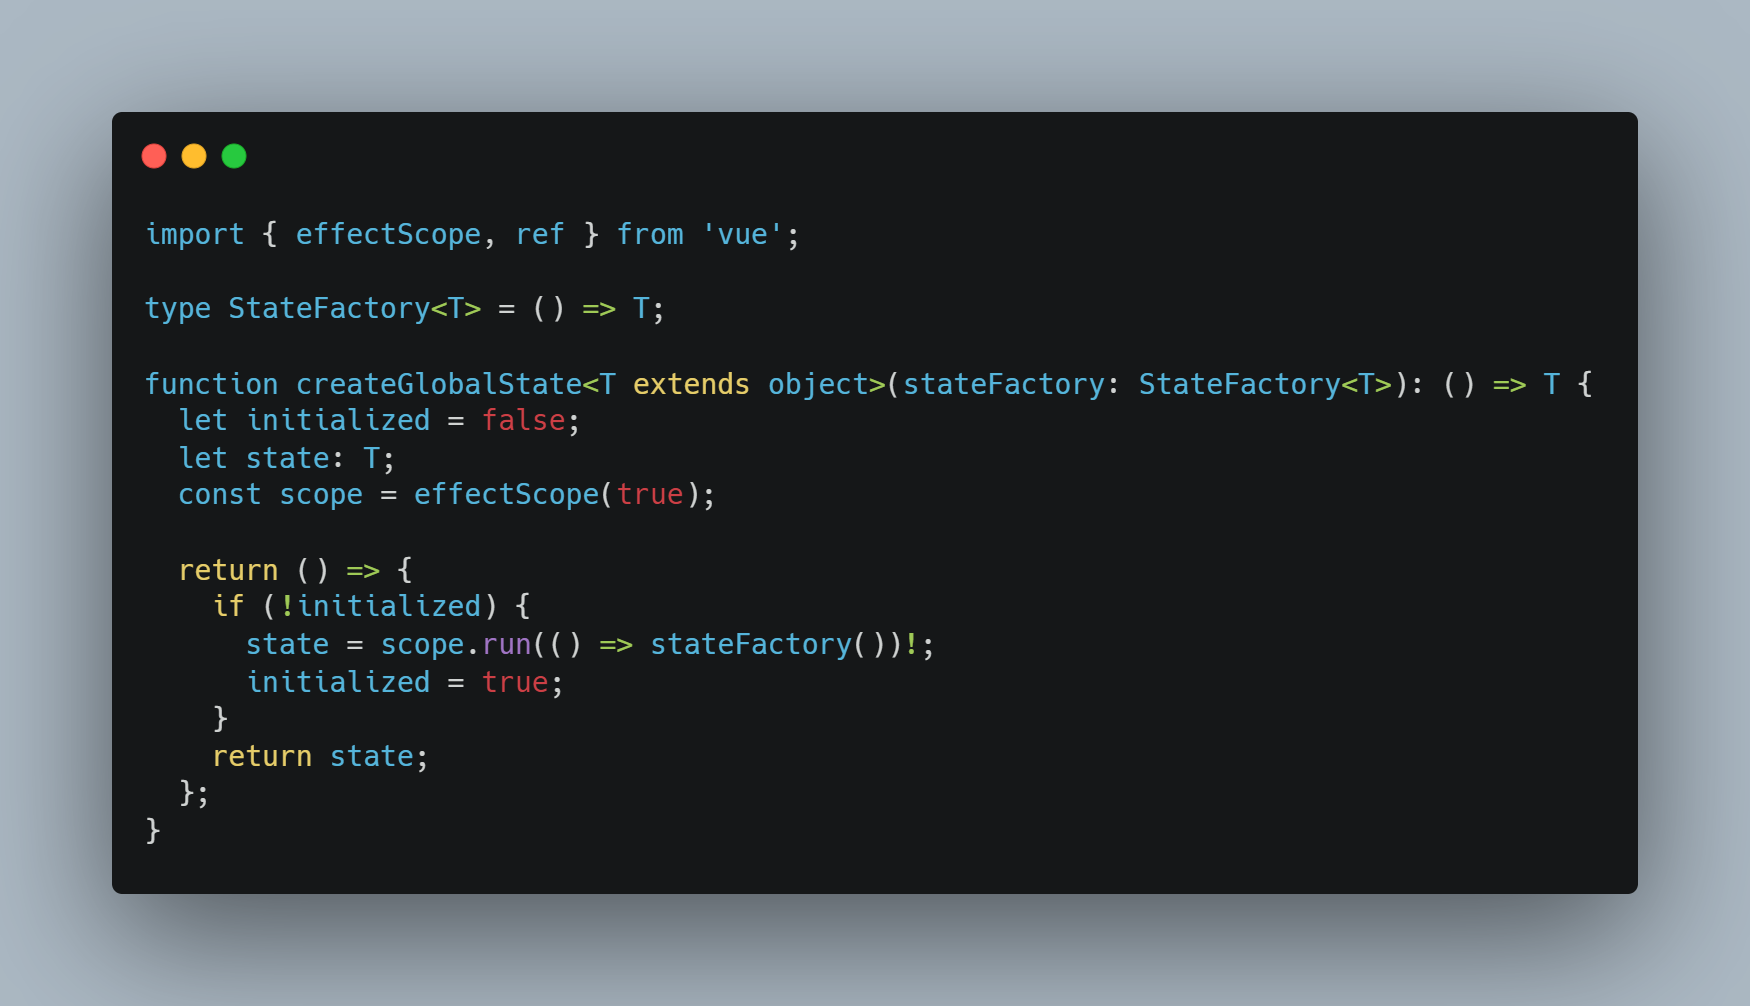 import { effectScope, ref } from 'vue';

type StateFactory<T> = () => T;

function createGlobalState<T extends object>(stateFactory: StateFactory<T>): () => T {
  let initialized = false;
  let state: T;
  const scope = effectScope(true);

  return () => {
    if (!initialized) {
      state = scope.run(() => stateFactory())!;
      initialized = true;
    }
    return state;
  };
}